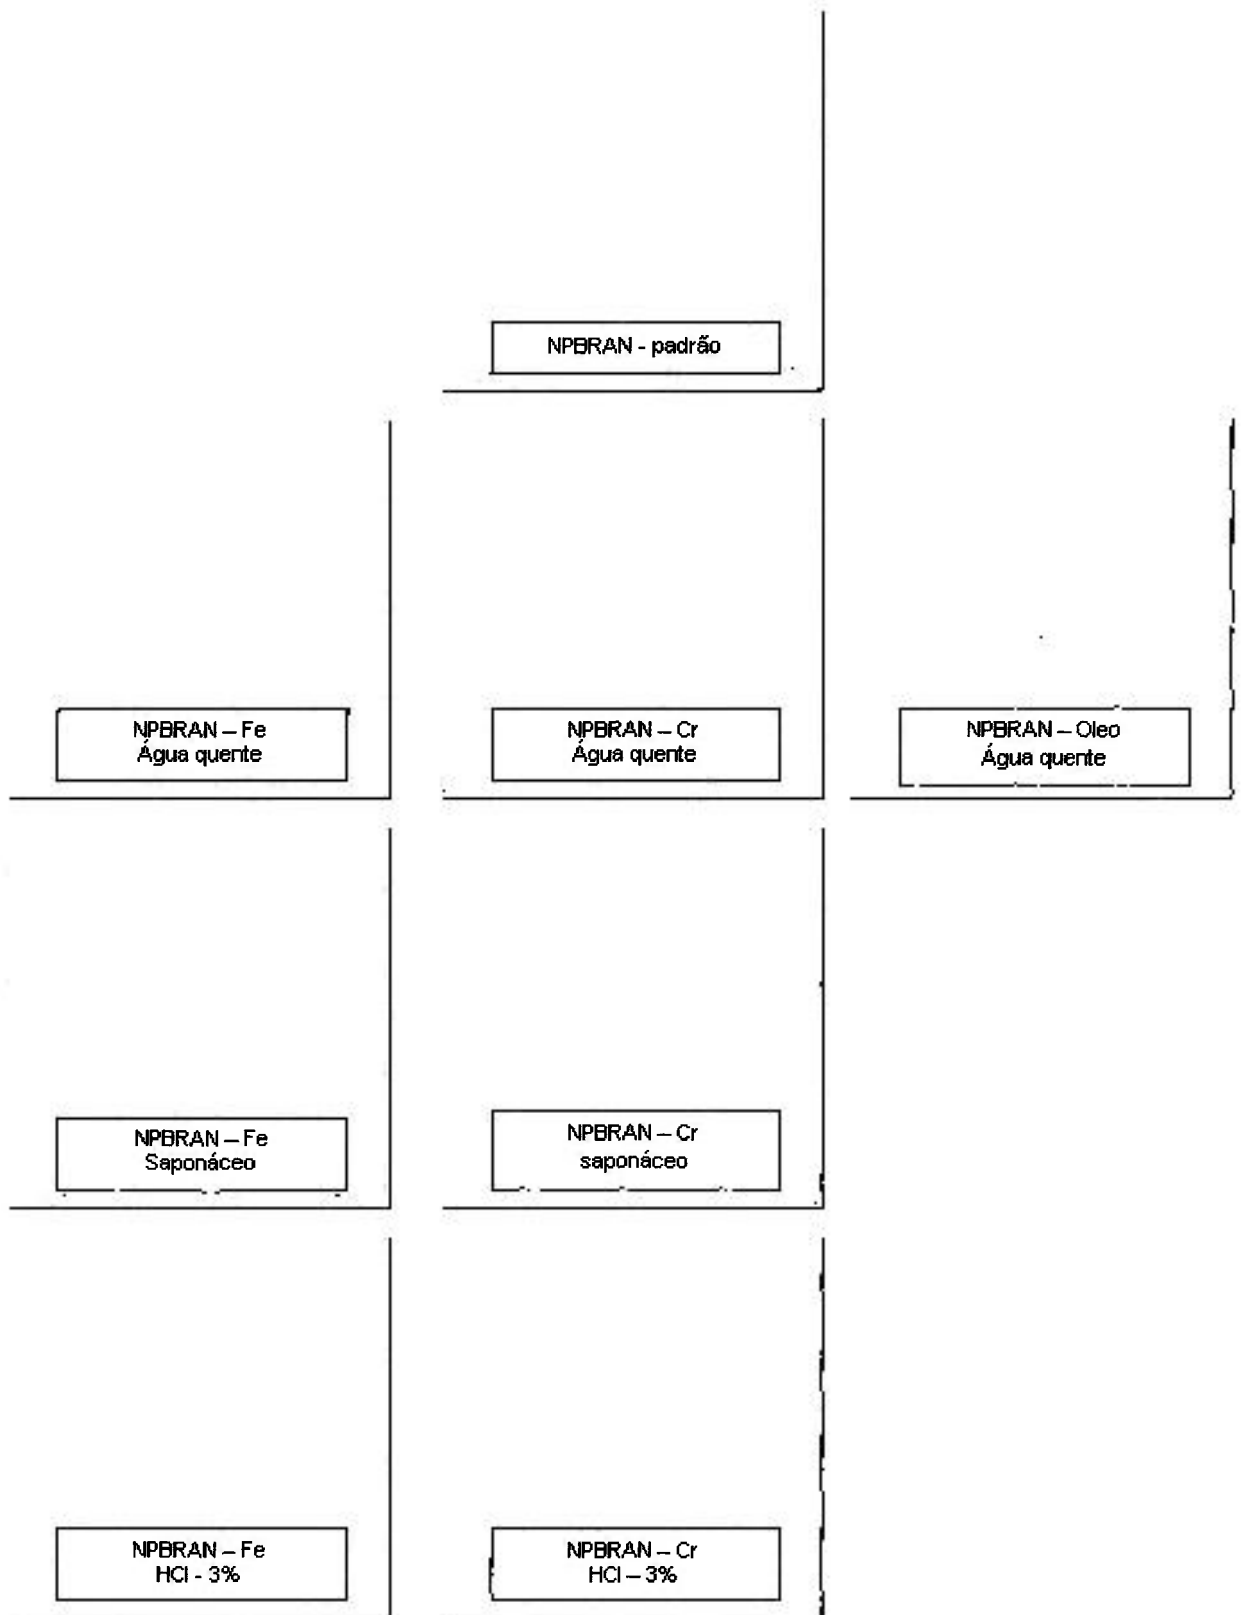 NPBRAN - padrão
NPBRAN – Fe
Água quente
NPBRAN – Cr
Água quente
NPBRAN – Oleo
Água quente
NPBRAN – Fe
Saponáceo
NPBRAN – Cr
saponáceo
NPBRAN – Fe
HCl - 3%
NPBRAN – Cr
HCl – 3%